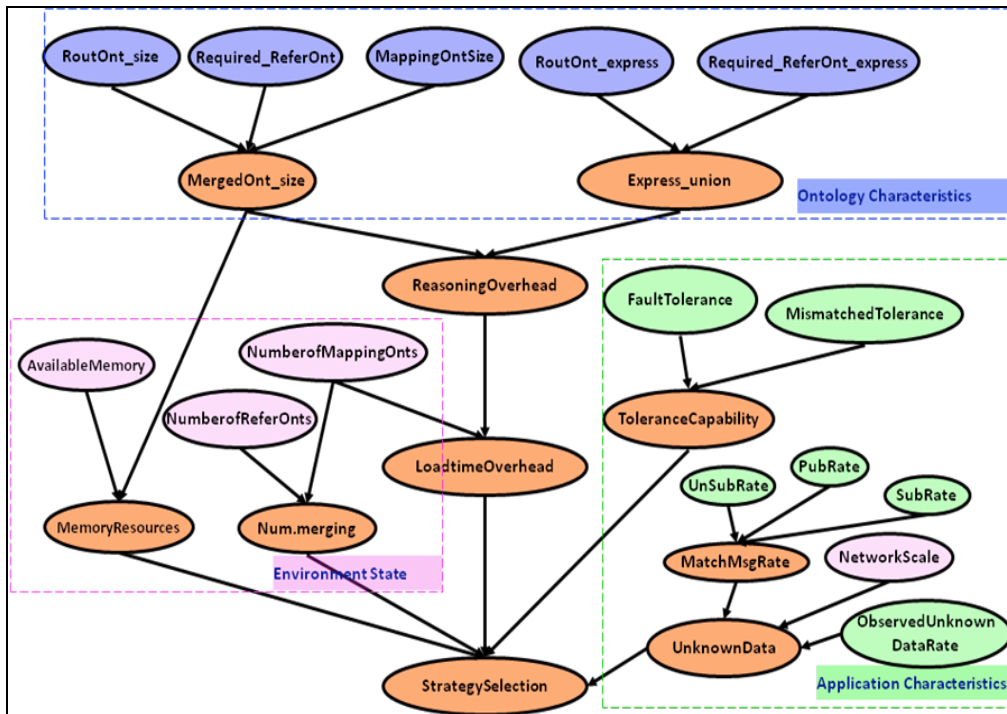 RoutOnt_size
Required_ReferOnt
MappingOntSize
RoutOnt_express
Required_ReferOnt_express
MergedOnt_size
Express_union
Ontology Characteristics
ReasoningOverhead
FaultTolerance
MismatchedTolerance
AvailableMemory
NumberofMappingOnts
NumberofReferOnts
ToleranceCapability
LoadtimeOverhead
PubRate
UnSubRate
SubRate
MemoryResources
Num.merging
MatchMsgRate
NetworkScale
Environment State
ObservedUnknown
DataRate
UnknownData
StrategySelection
Application Characteristics